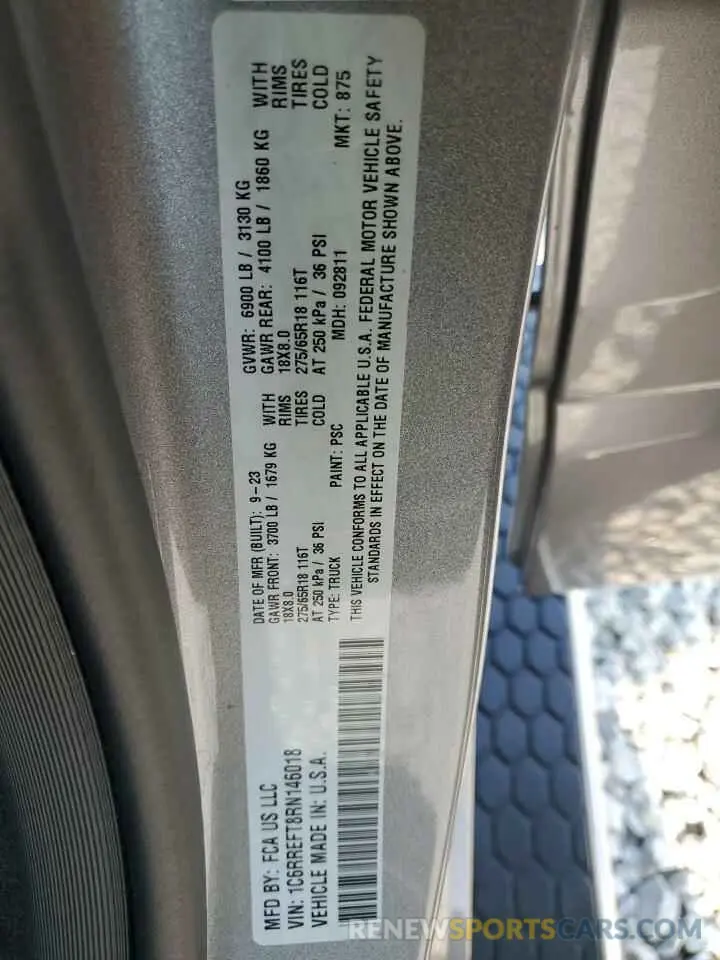 MFD BY: FCA US LLC
VIN: 1C6RREFT8RN146018
VEHICLE MADE IN: U.S.A.
DATE OF MFR (BUILT): 9-23
GVWR: 6900 LB / 3130 KG
GAWR FRONT: 3700 LB / 1679 KG WITH
18X8.0 RIMS
275/65R18 116T TIRES
AT 250 kPa / 36 PSI COLD
GAWR REAR: 4100 LB / 1860 KG WITH
18X8.0 RIMS
275/65R18 116T TIRES
AT 250 kPa / 36 PSI COLD
TYPE: TRUCK PAINT: PSC MDH: 092811 MKT: 875
THIS VEHICLE CONFORMS TO ALL APPLICABLE U.S.A. FEDERAL MOTOR VEHICLE SAFETY
STANDARDS IN EFFECT ON THE DATE OF MANUFACTURE SHOWN ABOVE.
RENEWSPORTSCARS.COM